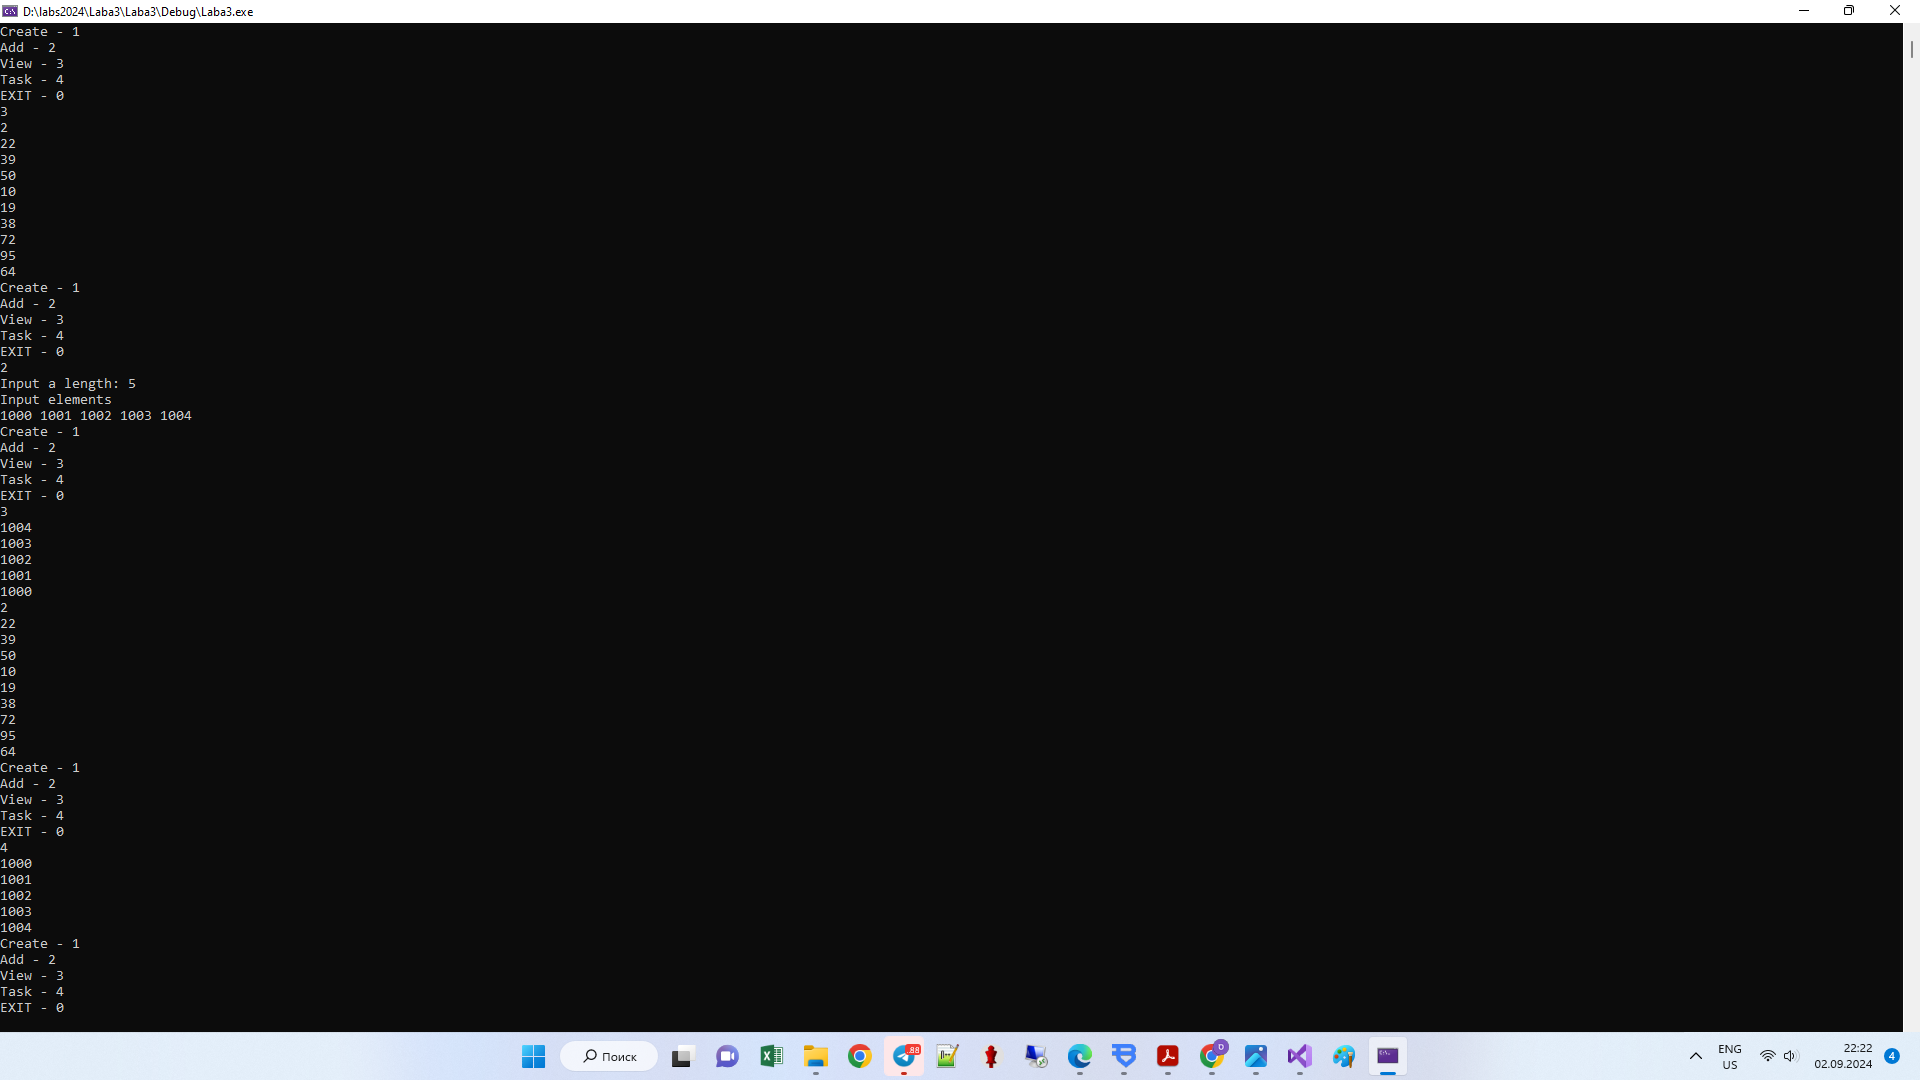 D:\labs2024\Laba3\Laba3\Debug\Laba3.exe
Create - 1
Add - 2
View - 3
Task - 4
EXIT - 0
3
2
22
39
50
10
19
38
72
95
64
Create - 1
Add - 2
View - 3
Task - 4
EXIT - 0
2
Input a length: 5
Input elements
1000 1001 1002 1003 1004
Create - 1
Add - 2
View - 3
Task - 4
EXIT - 0
3
1004
1003
1002
1001
1000
2
22
39
50
10
19
38
72
95
64
Create - 1
Add - 2
View - 3
Task - 4
EXIT - 0
4
1000
1001
1002
1003
1004
Create - 1
Add - 2
View - 3
Task - 4
EXIT - 0
Поиск
88
D
ENG
US
22:22
02.09.2024
4